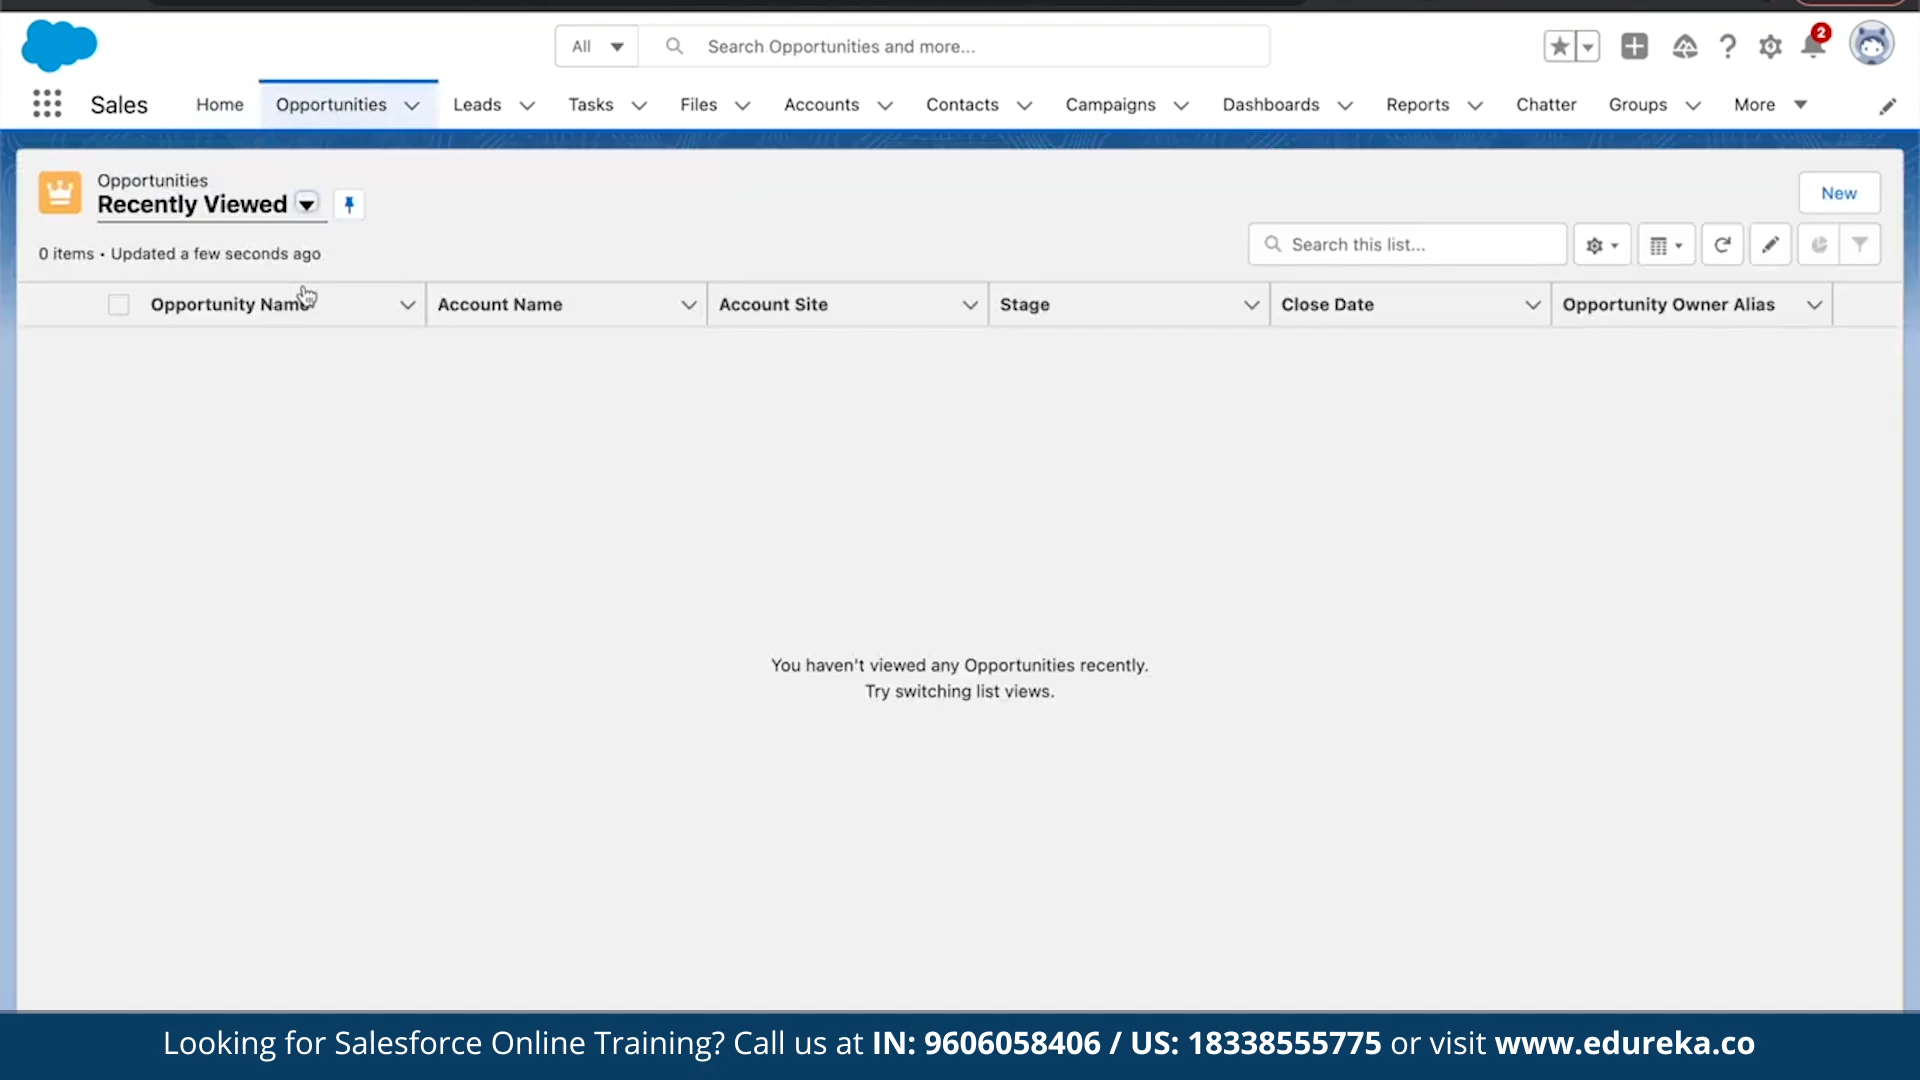 All
Search Opportunities and more...
2
Sales
Home
Opportunities
Leads
Tasks
Files
Accounts
Contacts
Campaigns
Dashboards
Reports
Chatter
Groups
More
Opportunities
Recently Viewed
New
0 items • Updated a few seconds ago
Search this list...
Opportunity Name
Account Name
Account Site
Stage
Close Date
Opportunity Owner Alias
You haven't viewed any Opportunities recently.
Try switching list views.
Looking for Salesforce Online Training? Call us at IN: 9606058406 / US: 18338555775 or visit www.edureka.co